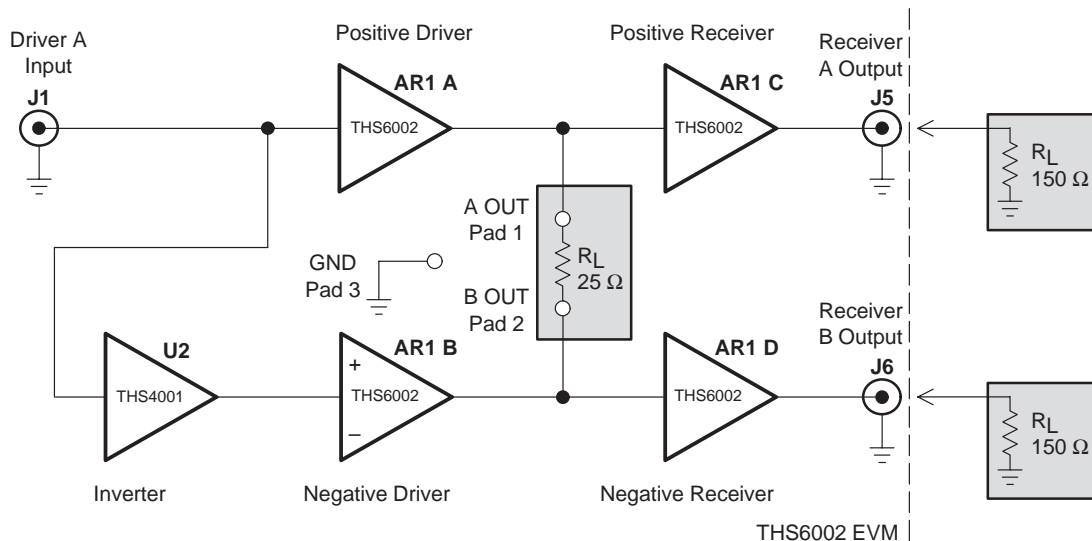 Driver A
Input
J1
Positive Driver
AR1 A
THS6002
Positive Receiver
AR1 C
THS6002
Receiver
A Output
J5
RL
150 Ω
A OUT
Pad 1
RL
25 Ω
B OUT
Pad 2
GND
Pad 3
U2
THS4001
Inverter
AR1 B
+
THS6002
–
Negative Driver
AR1 D
THS6002
Negative Receiver
Receiver
B Output
J6
RL
150 Ω
THS6002 EVM